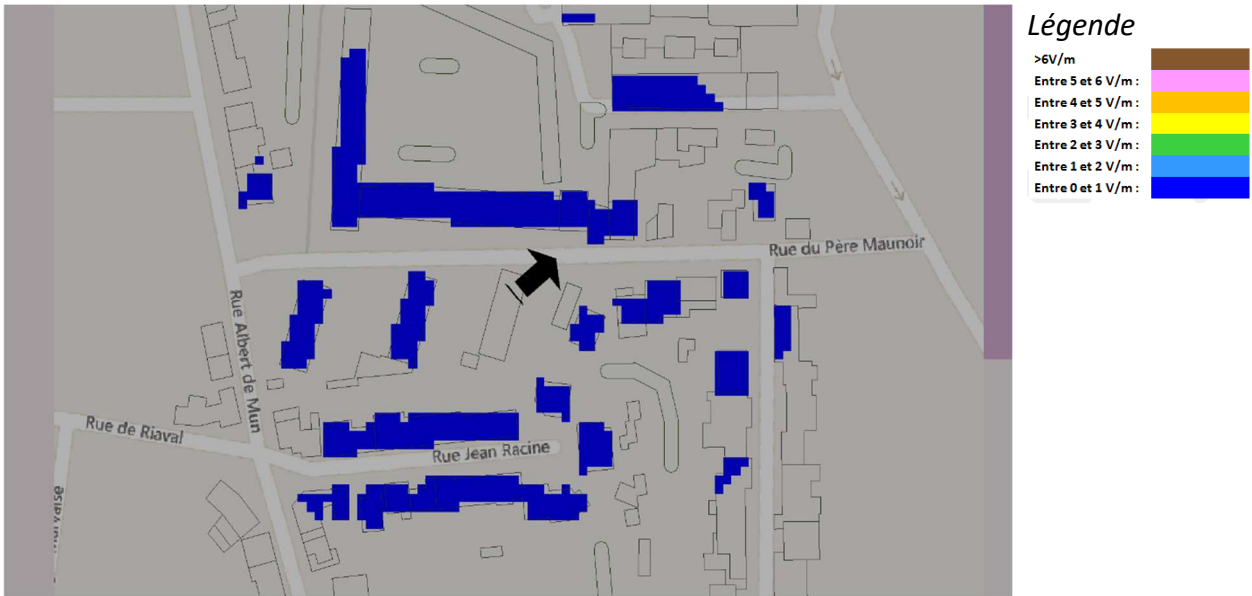 Légende
>6V/m
Entre 5 et 6 V/m :
Entre 4 et 5 V/m :
Entre 3 et 4 V/m :
Entre 2 et 3 V/m :
Entre 1 et 2 V/m :
Entre 0 et 1 V/m :
Rue du Père Maunoir
Rue Albert de Mun
Rue de Riaval
Rue Jean Racine